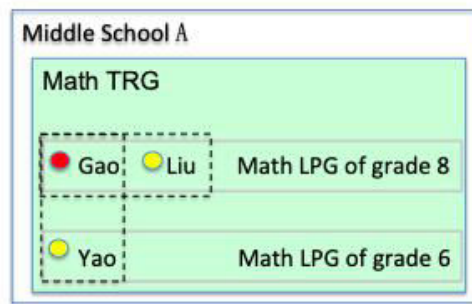 Middle School A
Math TRG
Gao Liu Math LPG of grade 8
Yao Math LPG of grade 6